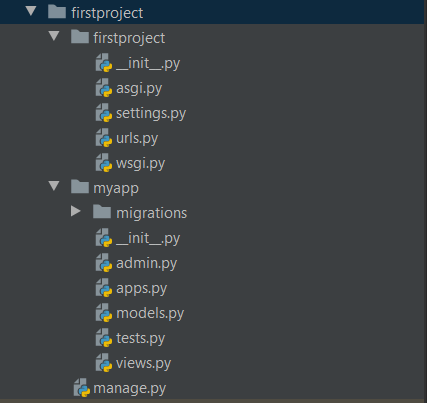 firstproject
firstproject
__init__.py
asgi.py
settings.py
urls.py
wsgi.py
myapp
migrations
__init__.py
admin.py
apps.py
models.py
tests.py
views.py
manage.py